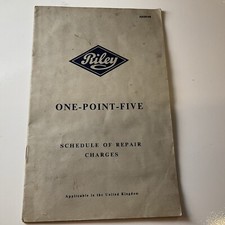 Riley
ONE-POINT-FIVE
SCHEDULE OF REPAIR
CHARGES
Applicable in the United Kingdom